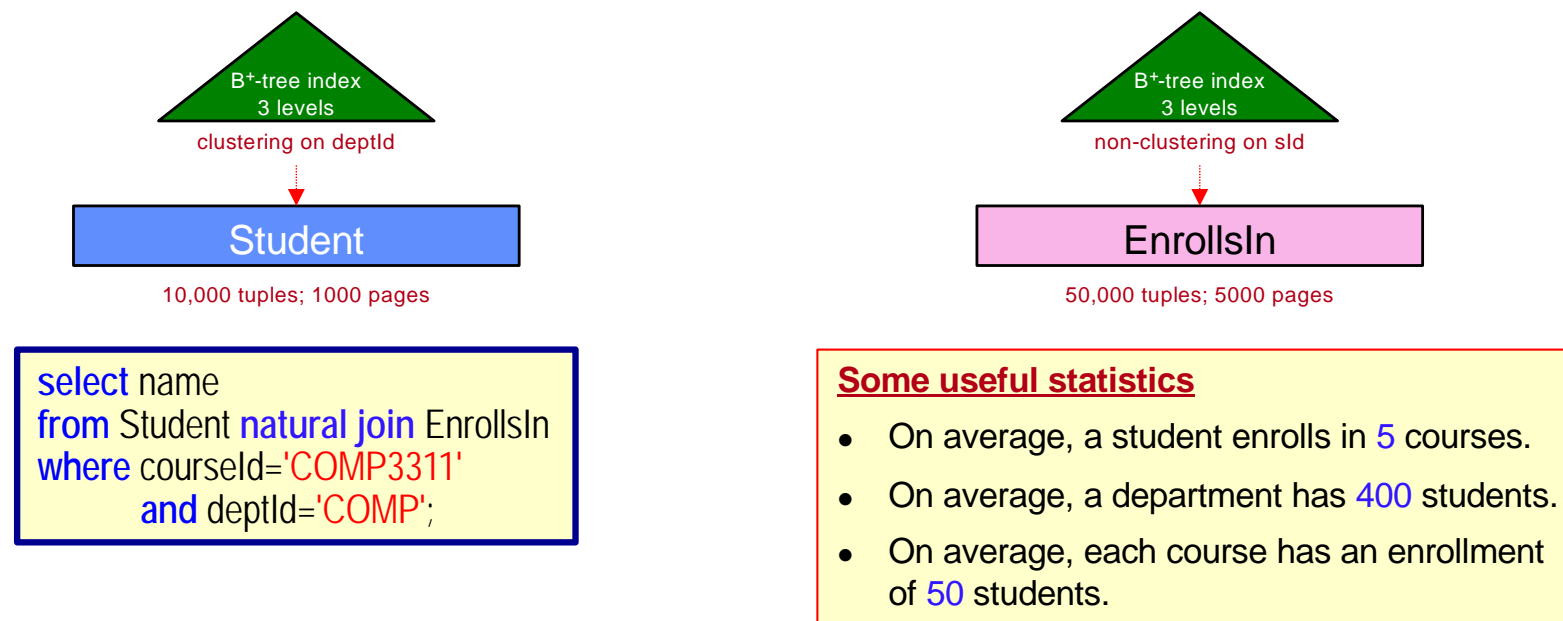 B+-tree index
3 levels
clustering on deptId
Student
10,000 tuples; 1000 pages
B+-tree index
3 levels
non-clustering on sId
EnrollsIn
50,000 tuples; 5000 pages
select name
from Student natural join EnrollsIn
where courseId='COMP3311'
and deptId='COMP';
Some useful statistics
● On average, a student enrolls in 5 courses.
● On average, a department has 400 students.
● On average, each course has an enrollment
of 50 students.